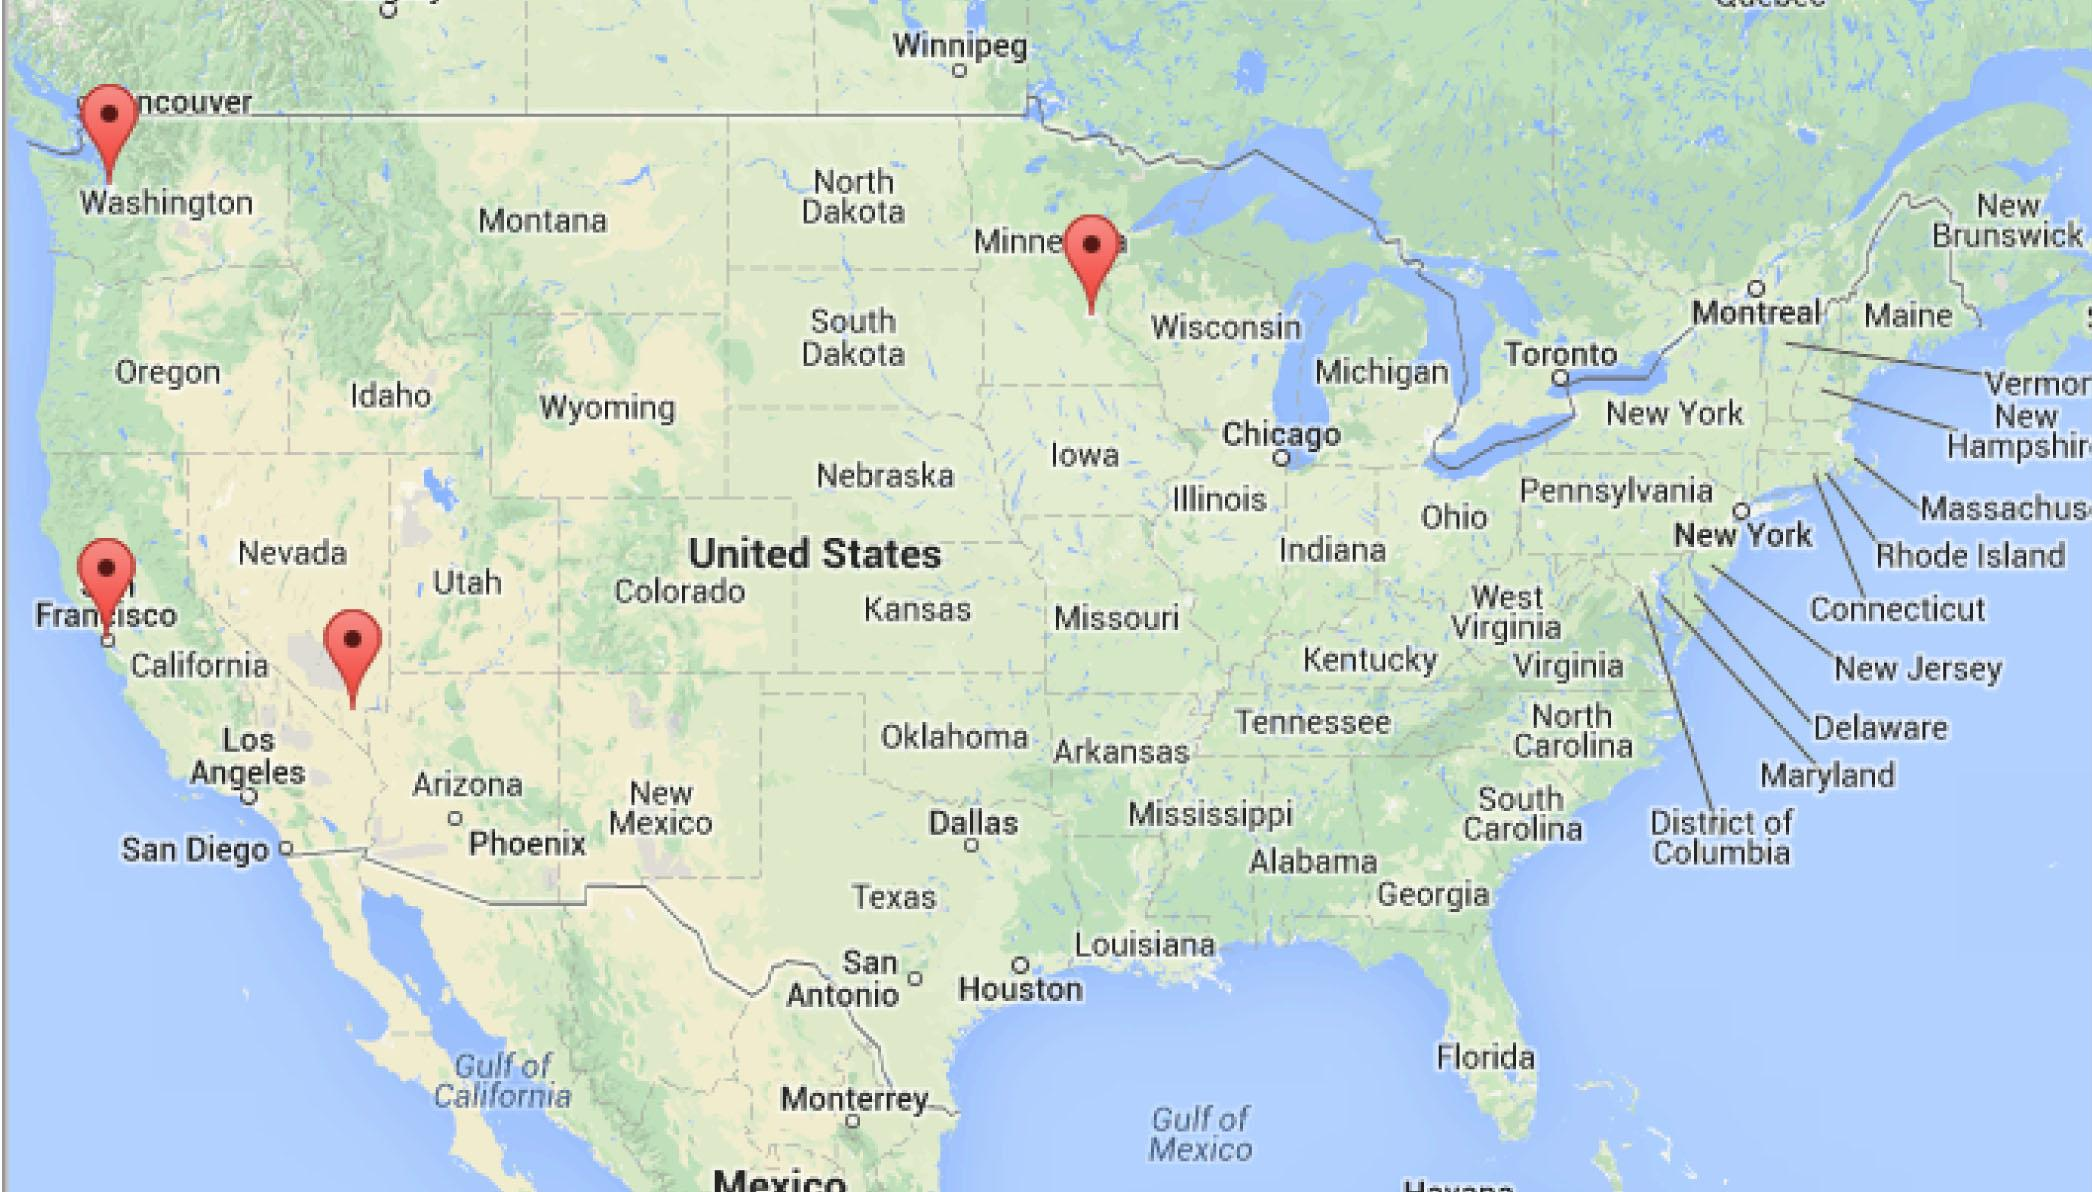 Winnipeg
ncouver
Washington
Montana
North
Dakota
Minne
New
Brunswick
Montreal
Maine
Oregon
Idaho
Wyoming
South
Dakota
Wisconsin
Michigan
Toronto
New York
Vermor
New
Hampshir
Nebraska
Iowa
Chicago
Illinois
Indiana
Ohio
Pennsylvania
New York
Massachus
Rhode Island
Connecticut
New Jersey
Delaware
Maryland
District of
Columbia
Nevada
Utah
United States
Colorado
Kansas
Missouri
West
Virginia
Kentucky
Virginia
Francisco
California
Los
Angeles
San Diego
Arizona
Phoenix
New
Mexico
Oklahoma
Arkansas
Tennessee
North
Carolina
South
Carolina
Dallas
Mississippi
Alabama
Georgia
Texas
Louisiana
San
Antonio
Houston
Florida
Gulf of
California
Monterrey
Gulf of
Mexico
Mexico